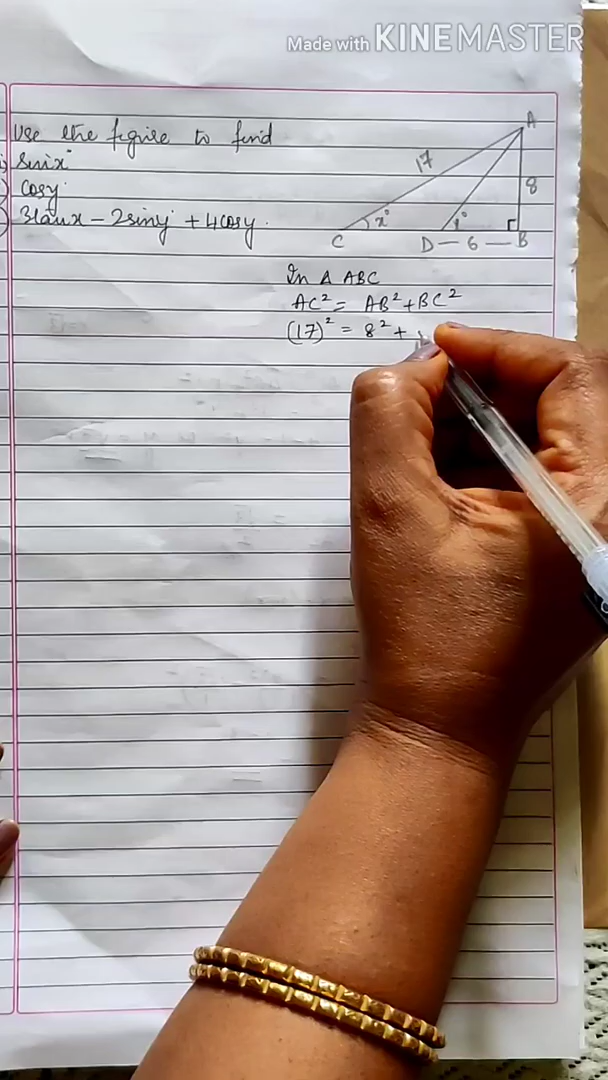 Made with KINEMASTER
Use the figure to find
i) sin x°
) cos y°
) 3tan x - 2sin y + 4cos y.
A
17
8
x°
y°
C
D - 6 - B
In Δ ABC
AC² = AB² + BC²
(17)² = 8² +